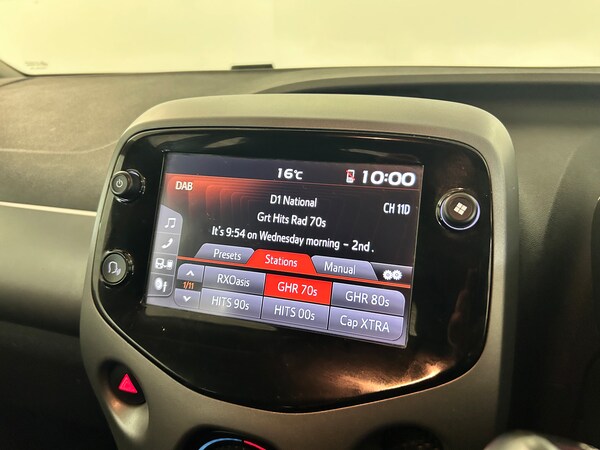 16°C
10:00
DAB
D1 National
CH 11D
Grt Hits Rad 70s
It's 9:54 on Wednesday morning - 2nd .
Presets Stations Manual
1/11
RXOasis GHR 70s GHR 80s
HITS 90s HITS 00s Cap XTRA